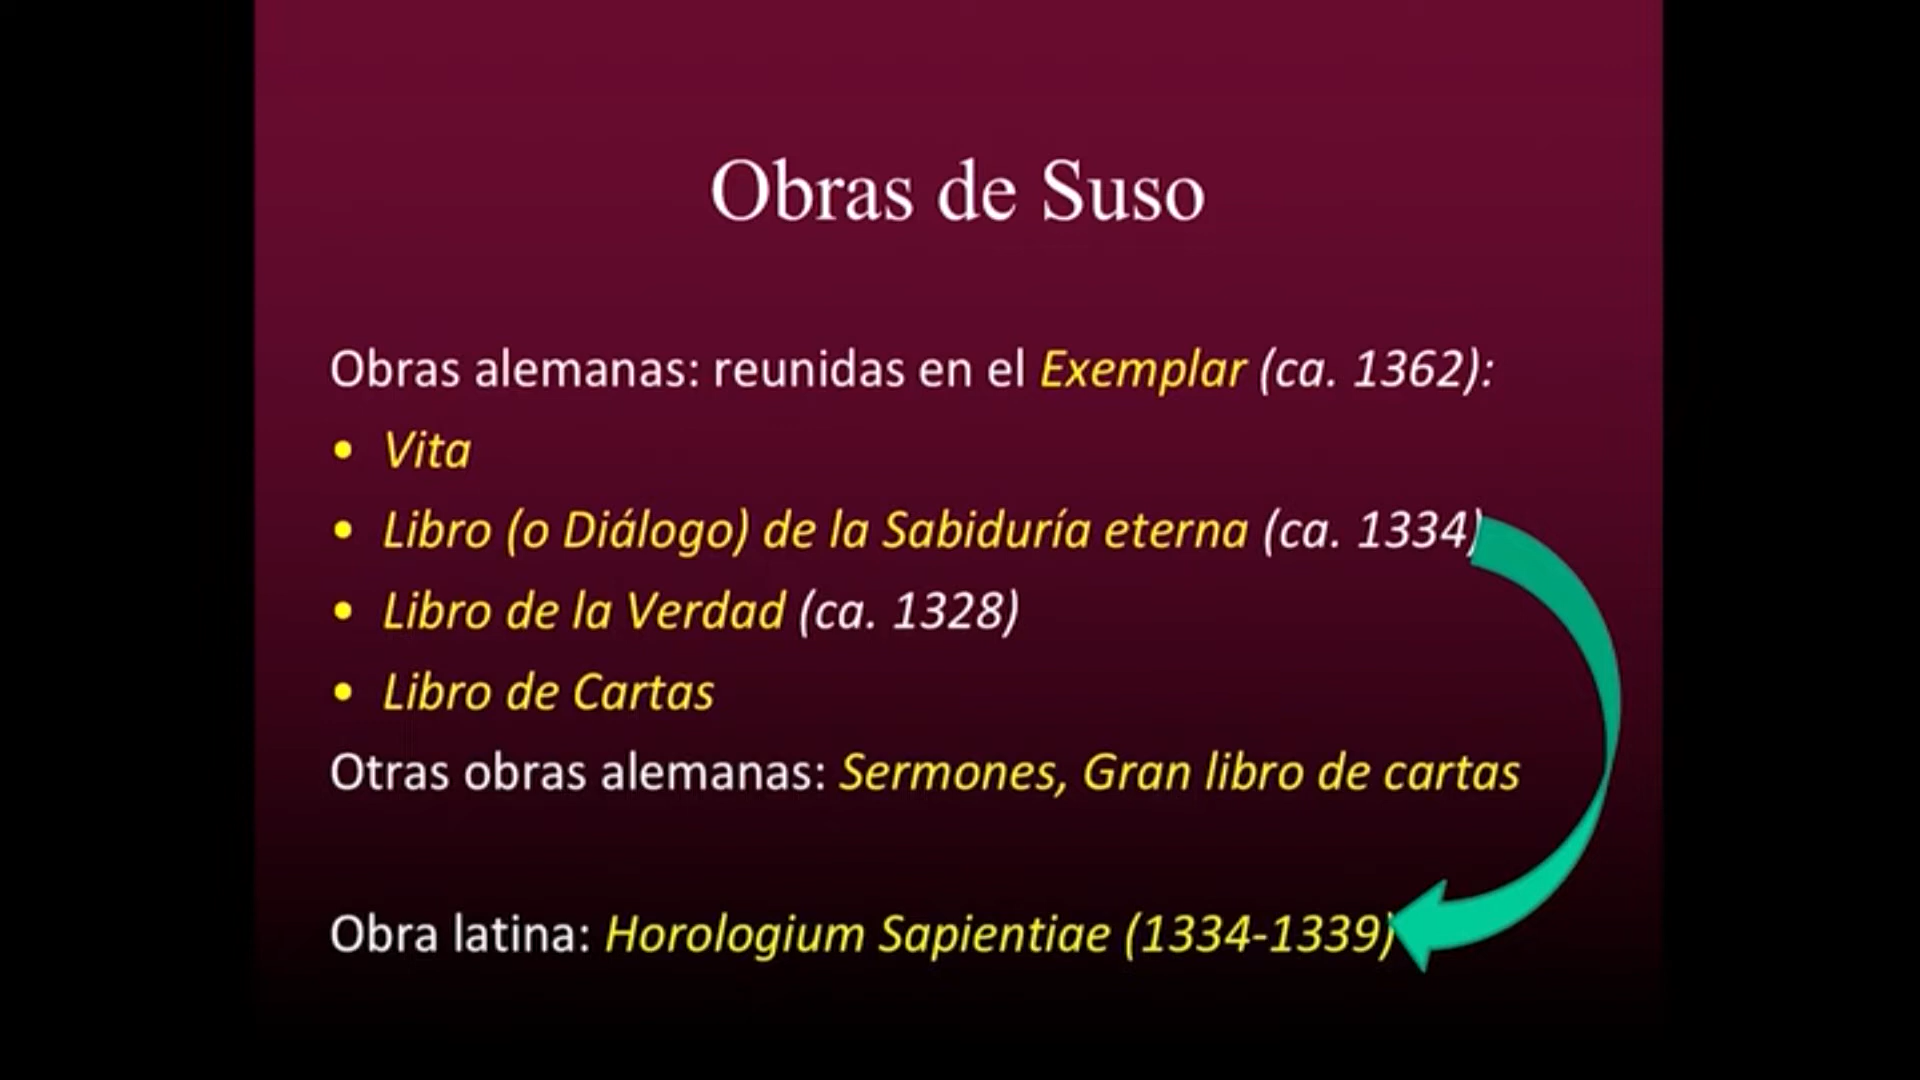 Obras de Suso
Obras alemanas: reunidas en el Exemplar (ca. 1362):
• Vita
• Libro (o Diálogo) de la Sabiduría eterna (ca. 1334)
• Libro de la Verdad (ca. 1328)
• Libro de Cartas
Otras obras alemanas: Sermones, Gran libro de cartas
Obra latina: Horologium Sapientiae (1334-1339)